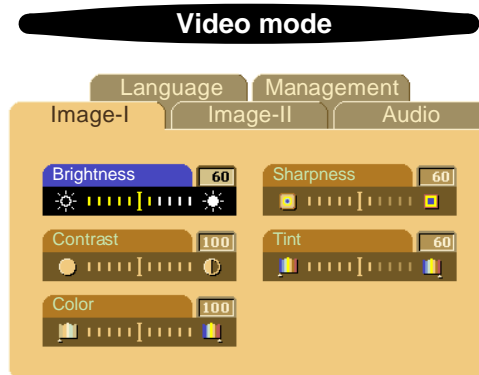 Video mode
Language Management
Image-I Image-II Audio
Brightness 60
Sharpness 60
Contrast 100
Tint 60
Color 100